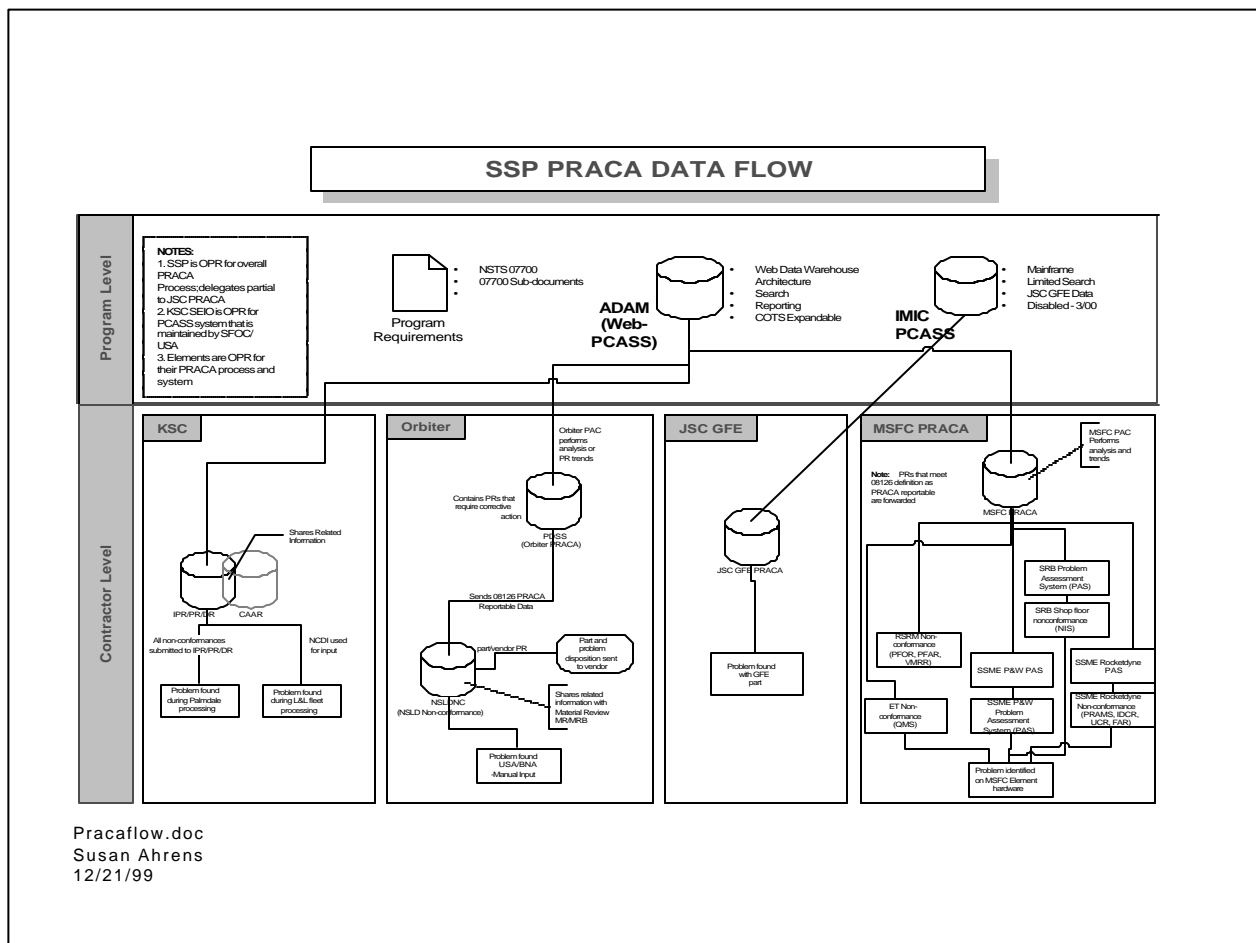 SSP PRACA DATA FLOW
Program Level
NOTES:
1. SSP is OPR for overall
PRACA
Process;delegates partial
to JSC PRACA
2. KSC SEIO is OPR for
PCASS system that is
maintained by SFOC/
USA
3. Elements are OPR for
their PRACA process and
system
Program
Requirements
• NSTS 07700
• 07700 Sub-documents
•
•
ADAM
(Web-
PCASS)
• Web Data Warehouse
• Architecture
• Search
• Reporting
• COTS Expandable
IMIC
PCASS
• Mainframe
• Limited Search
• JSC GFE Data
• Disabled - 3/00
Contractor Level
KSC
Shares Related
Information
IPR/PR/DR
CAAR
All non-conformances
submitted to IPR/PR/DR
NCDI used
for input
Problem found
during Palmdale
processing
Problem found
during L&L fleet
processing
Orbiter
Orbiter PAC
performs
analysis or
PR trends
Contains PRs that
require corrective
action
PDSS
(Orbiter PRACA)
Sends 08126 PRACA
Reportable Data
part/vendor PR
Part and
problem
disposition sent
to vendor
NSLDNC
(NSLD Non-conformance)
Shares related
information with
Material Review
MR/MRB
Problem found
USA/BNA
-Manual Input
JSC GFE
JSC GFE PRACA
Problem found
with GFE
part
MSFC PRACA
MSFC PAC
Performs
analysis and
trends
Note: PRs that meet
08126 definition as
PRACA reportable
are forwarded
MSFC PRACA
SRB Problem
Assessment
System (PAS)
SRB Shop floor
nonconformance
(NIS)
RSRM Non-
conformance
(PFOR, PFAR,
VMRR)
SSME P&W PAS
SSME Rocketdyne
PAS
ET Non-
conformance
(QMS)
SSME P&W
Problem
Assessment
System (PAS)
SSME Rocketdyne
Non-conformance
(PRAMS, IDCR,
UCR, FAR)
Problem identified
on MSFC Element
hardware
Pracaflow.doc
Susan Ahrens
12/21/99